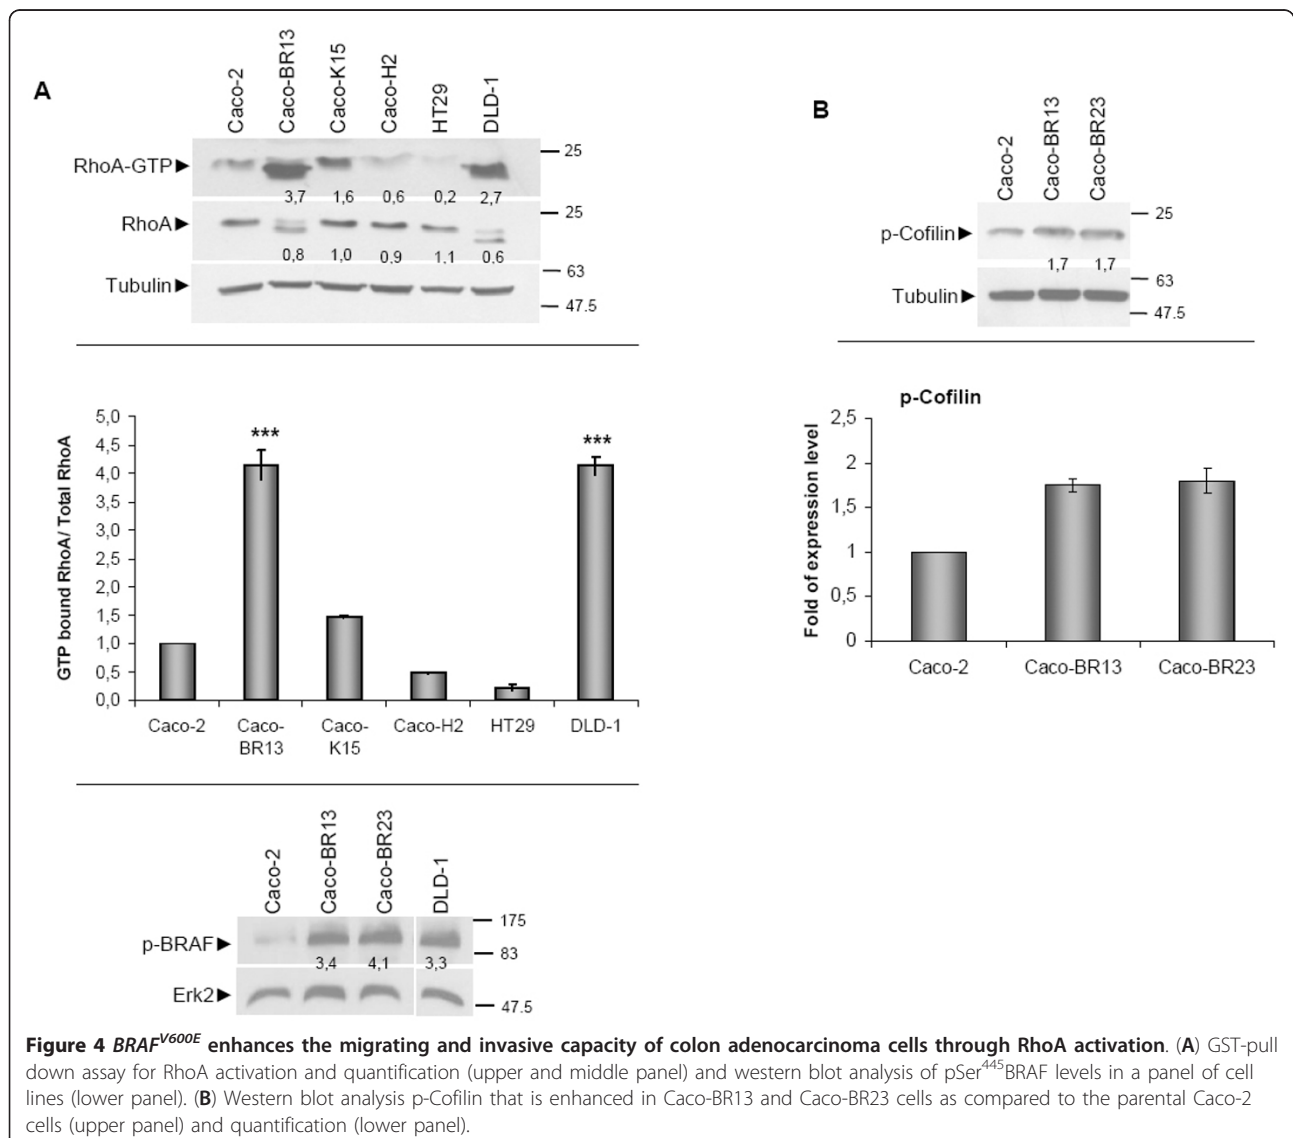 A
Caco-2
Caco-BR13
Caco-K15
Caco-H2
HT29
DLD-1
RhoA-GTP
25
3,7 1,6 0,6 0,2 2,7
RhoA
25
0,8 1,0 0,9 1,1 0,6
Tubulin
63
47.5
GTP bound RhoA/ Total RhoA
5,0
4,5
4,0
3,5
3,0
2,5
2,0
1,5
1,0
0,5
0,0
***
***
Caco-2
Caco-
BR13
Caco-
K15
Caco-H2
HT29
DLD-1
Caco-2
Caco-BR13
Caco-BR23
DLD-1
p-BRAF
175
83
3,4 4,1 3,3
Erk2
47.5
B
Caco-2
Caco-BR13
Caco-BR23
p-Cofilin
25
1,7 1,7
Tubulin
63
47.5
p-Cofilin
Fold of expression level
2,5
2
1,5
1
0,5
0
Caco-2
Caco-BR13
Caco-BR23
Figure 4 BRAF^V600E enhances the migrating and invasive capacity of colon adenocarcinoma cells through RhoA activation. (A) GST-pull
down assay for RhoA activation and quantification (upper and middle panel) and western blot analysis of pSer^445BRAF levels in a panel of cell
lines (lower panel). (B) Western blot analysis p-Cofilin that is enhanced in Caco-BR13 and Caco-BR23 cells as compared to the parental Caco-2
cells (upper panel) and quantification (lower panel).